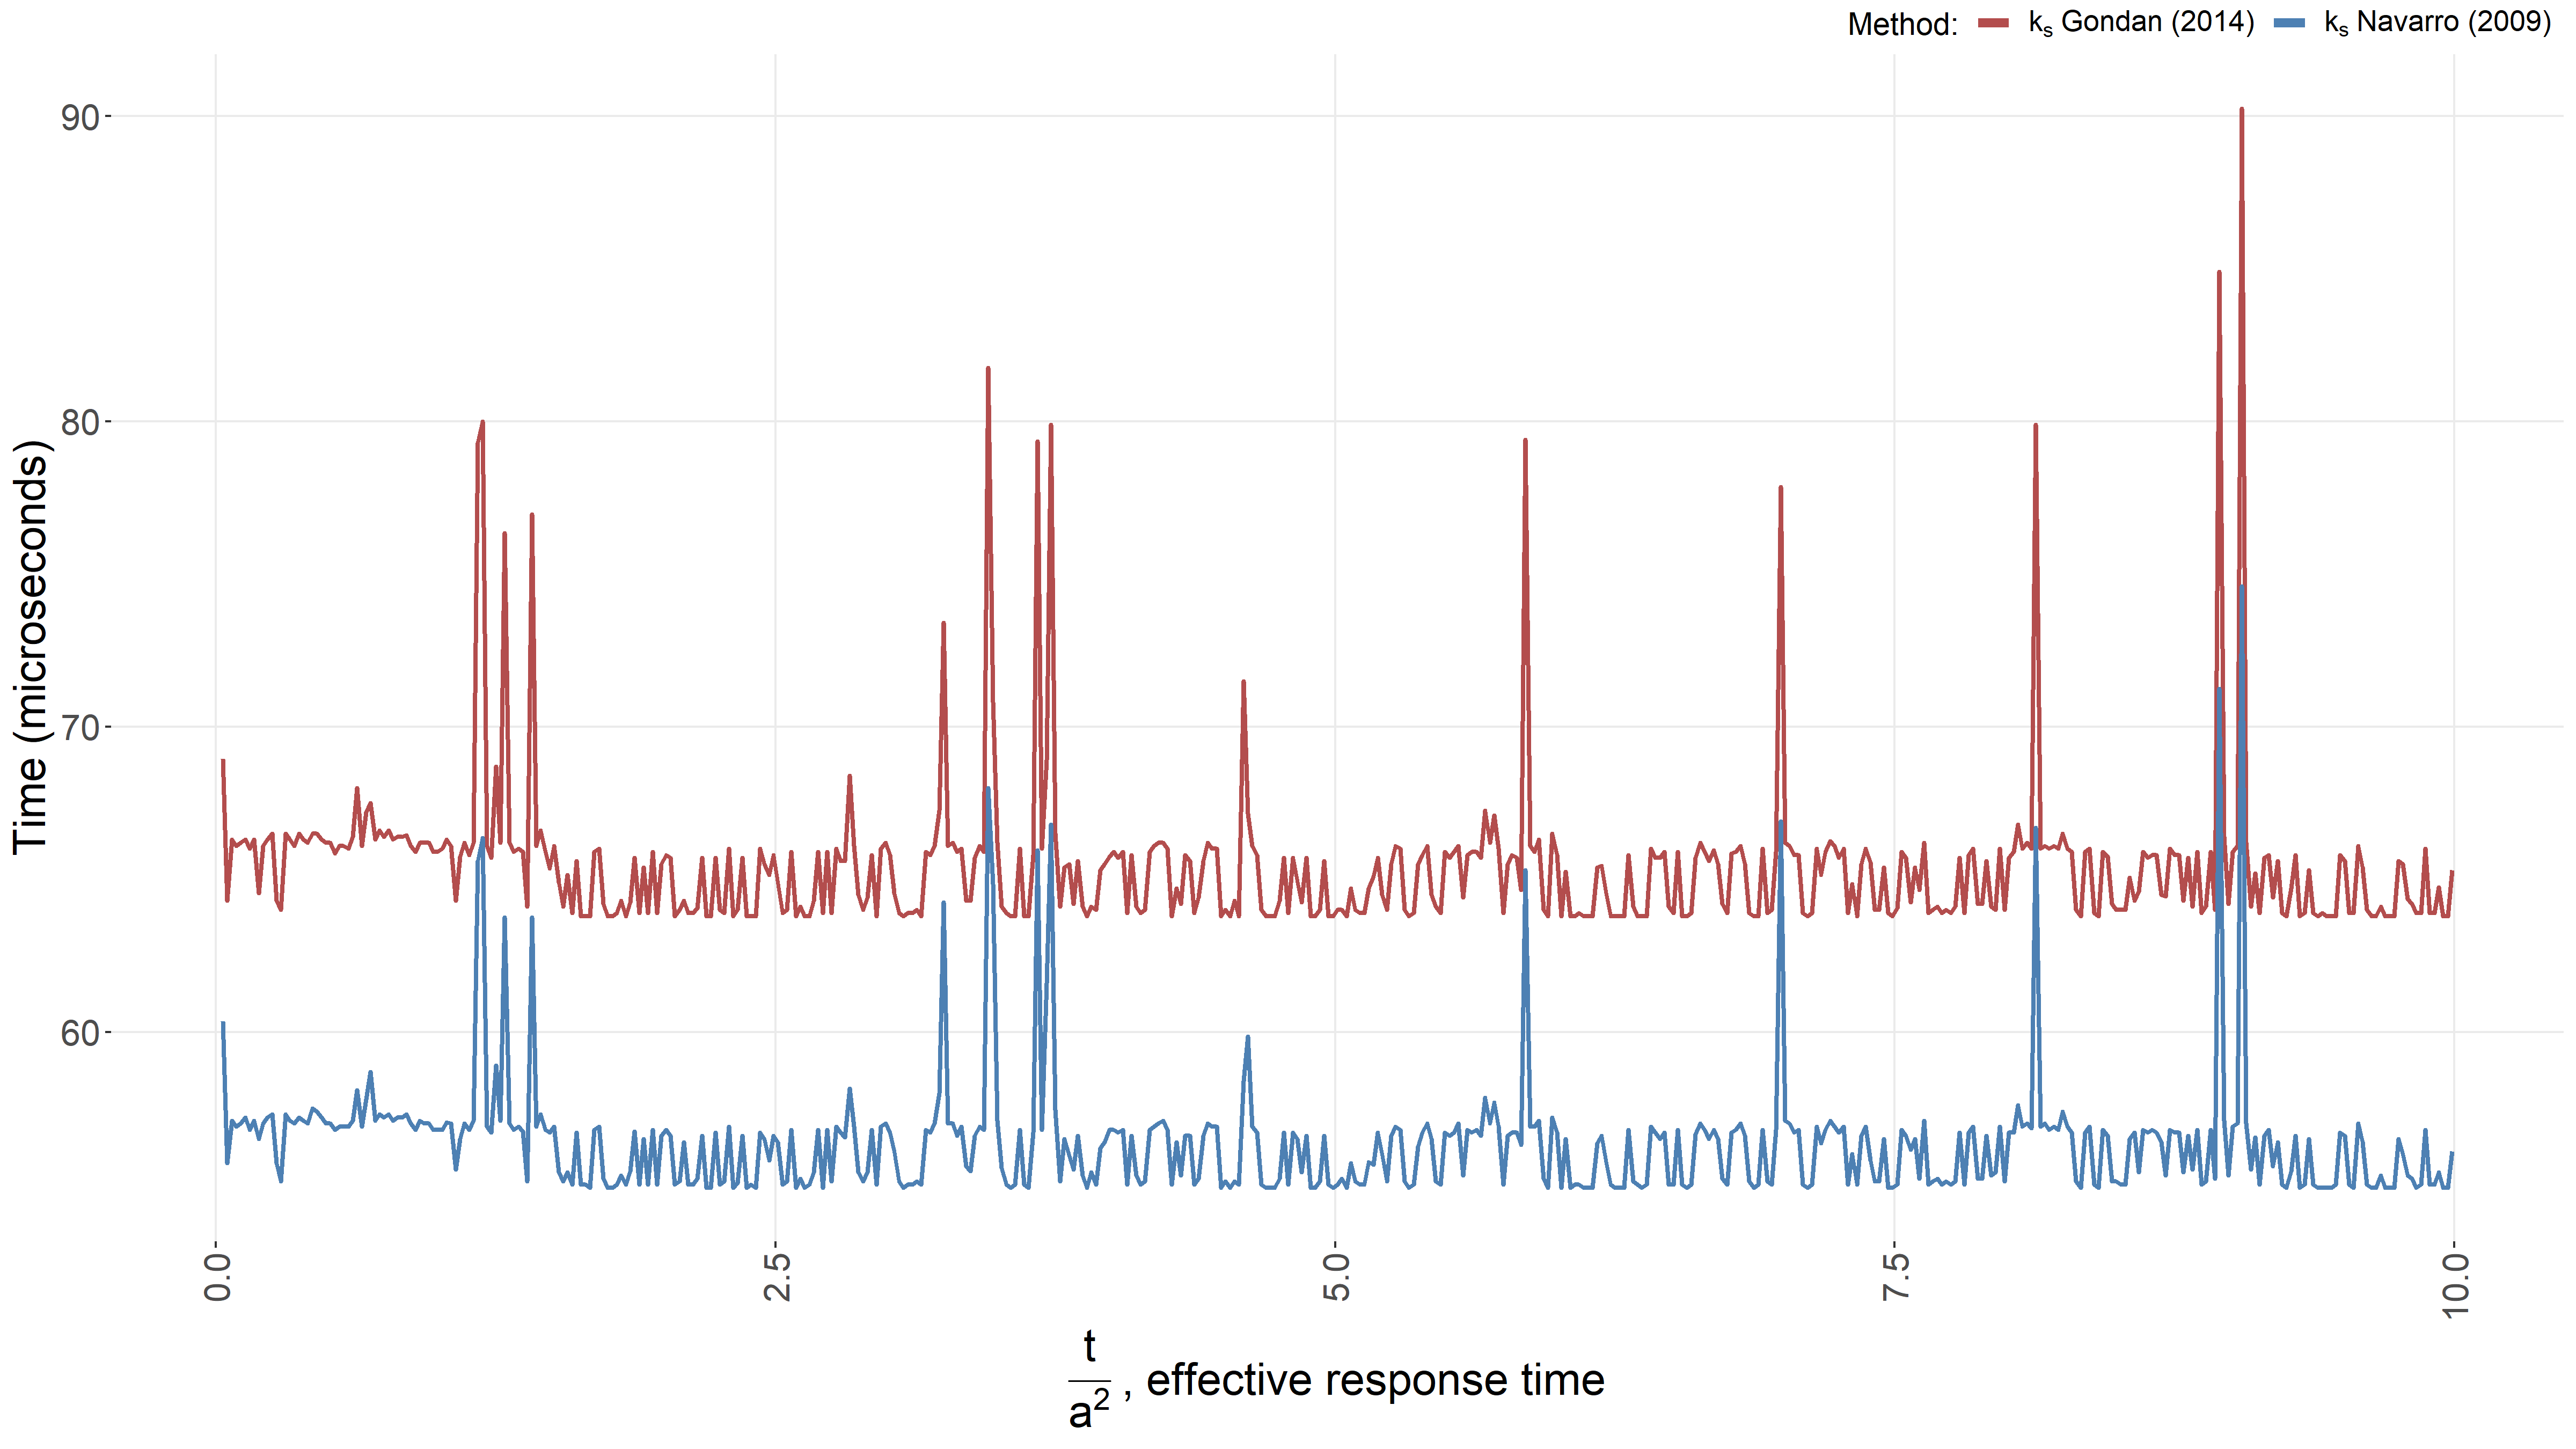 Method: kₛ Gondan (2014) kₛ Navarro (2009)
90
80
70
60
Time (microseconds)
0.0
2.5
5.0
7.5
10.0
t
a² , effective response time